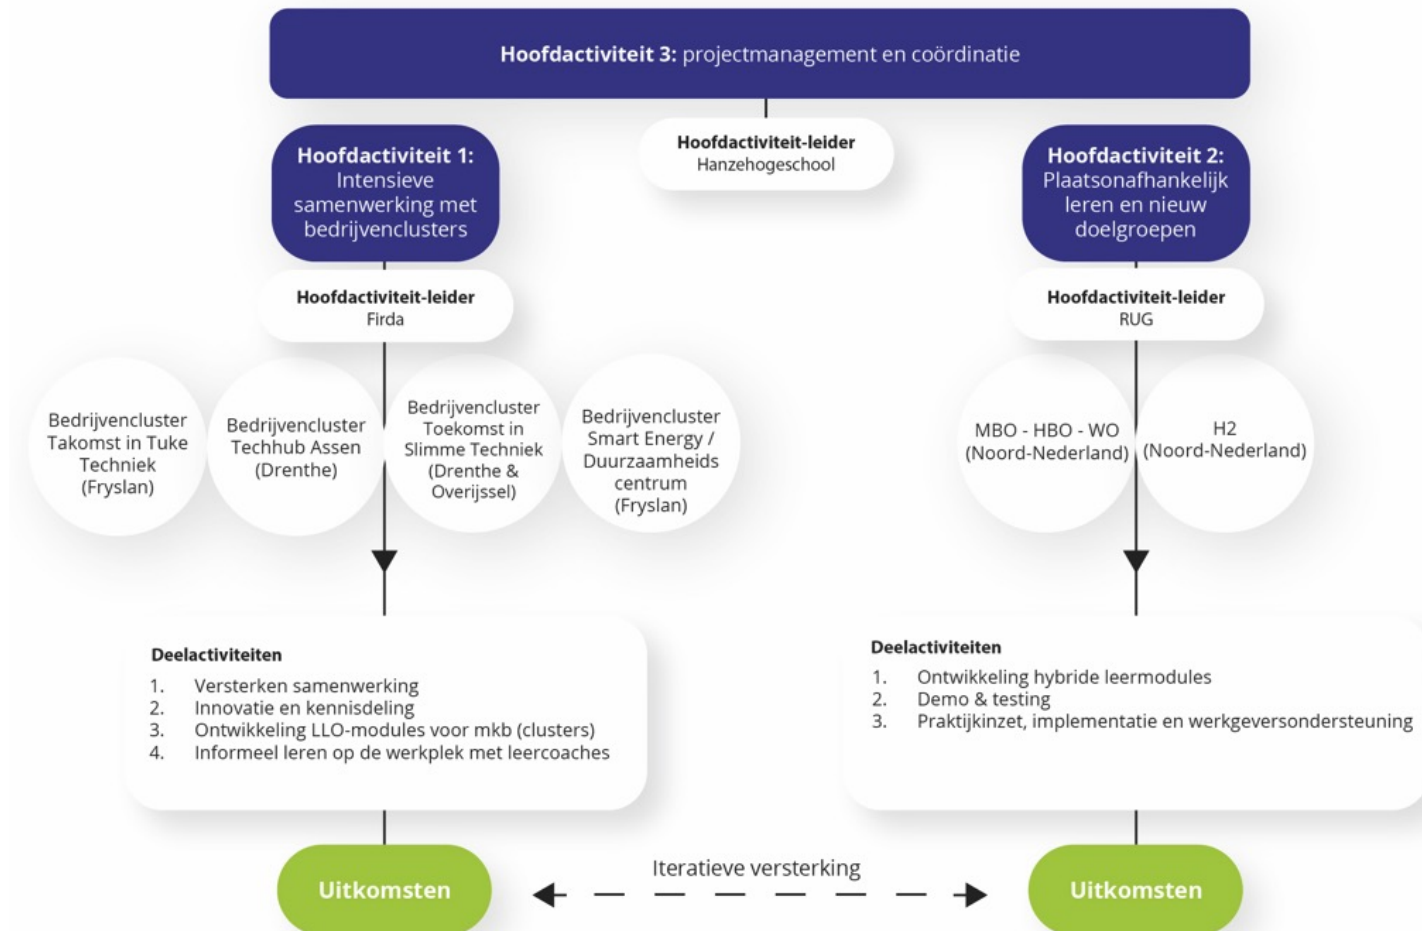 Hoofdactiviteit 3: projectmanagement en coördinatie
Hoofdactiviteit-leider
Hanzehogeschool
Hoofdactiviteit 1:
Intensieve
samenwerking met
bedrijvenclusters
Hoofdactiviteit-leider
Firda
Bedrijvencluster
Takomst in Tuke
Techniek
(Fryslan)
Bedrijvencluster
Techhub Assen
(Drenthe)
Bedrijvencluster
Toekomst in
Slimme Techniek
(Drenthe &
Overijssel)
Bedrijvencluster
Smart Energy /
Duurzaamheids
centrum
(Fryslan)
Deelactiviteiten
1. Versterken samenwerking
2. Innovatie en kennisdeling
3. Ontwikkeling LLO-modules voor mkb (clusters)
4. Informeel leren op de werkplek met leercoaches
Uitkomsten
Hoofdactiviteit 2:
Plaatsonafhankelijk
leren en nieuw
doelgroepen
Hoofdactiviteit-leider
RUG
MBO - HBO - WO
(Noord-Nederland)
H2
(Noord-Nederland)
Deelactiviteiten
1. Ontwikkeling hybride leermodules
2. Demo & testing
3. Praktijkinzet, implementatie en werkgeversondersteuning
Uitkomsten
Iteratieve versterking